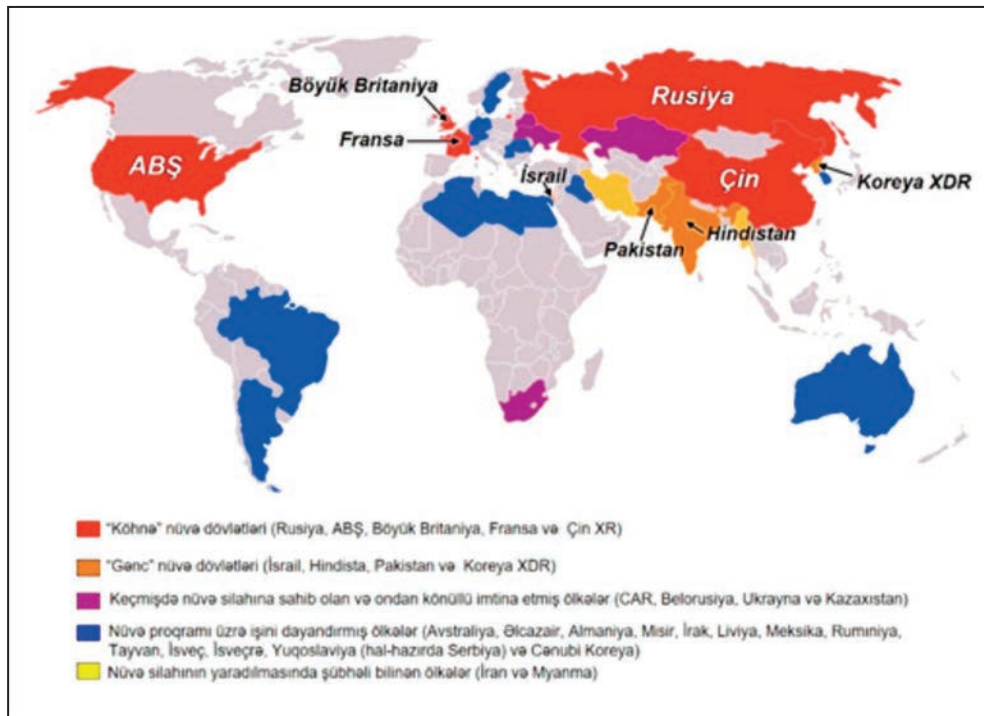 Böyük Britaniya
Rusiya
Fransa
ABŞ
İsrail
Çin
Koreya XDR
Pakistan
Hindistan
"Köhnə" nüvə dövlətləri (Rusiya, ABŞ, Böyük Britaniya, Fransa və Çin XR)
"Gənc" nüvə dövlətləri (İsrail, Hindista, Pakistan və Koreya XDR)
Keçmişdə nüvə silahına sahib olan və ondan könüllü imtina etmiş ölkələr (CAR, Belorusiya, Ukrayna və Kazaxıstan)
Nüvə proqramı üzrə işini dayandırmış ölkələr (Avstraliya, Əlcazair, Almaniya, Misir, İrak, Liviya, Meksika, Rumıniya,
Tayvan, İsveç, İsveçrə, Yuqoslaviya (hal-hazırda Serbiya) və Cənubi Koreya)
Nüvə silahının yaradılmasında şübhəli bilinən ölkələr (İran və Myanma)